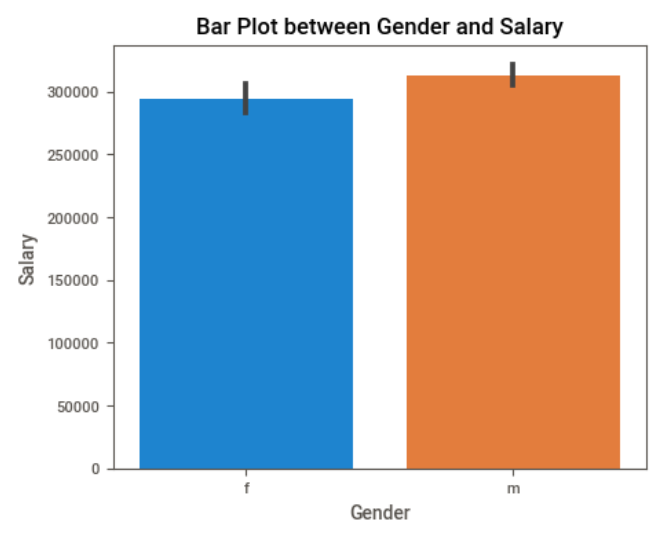 Bar Plot between Gender and Salary
300000
250000
200000
150000
100000
50000
0
Salary
f
m
Gender